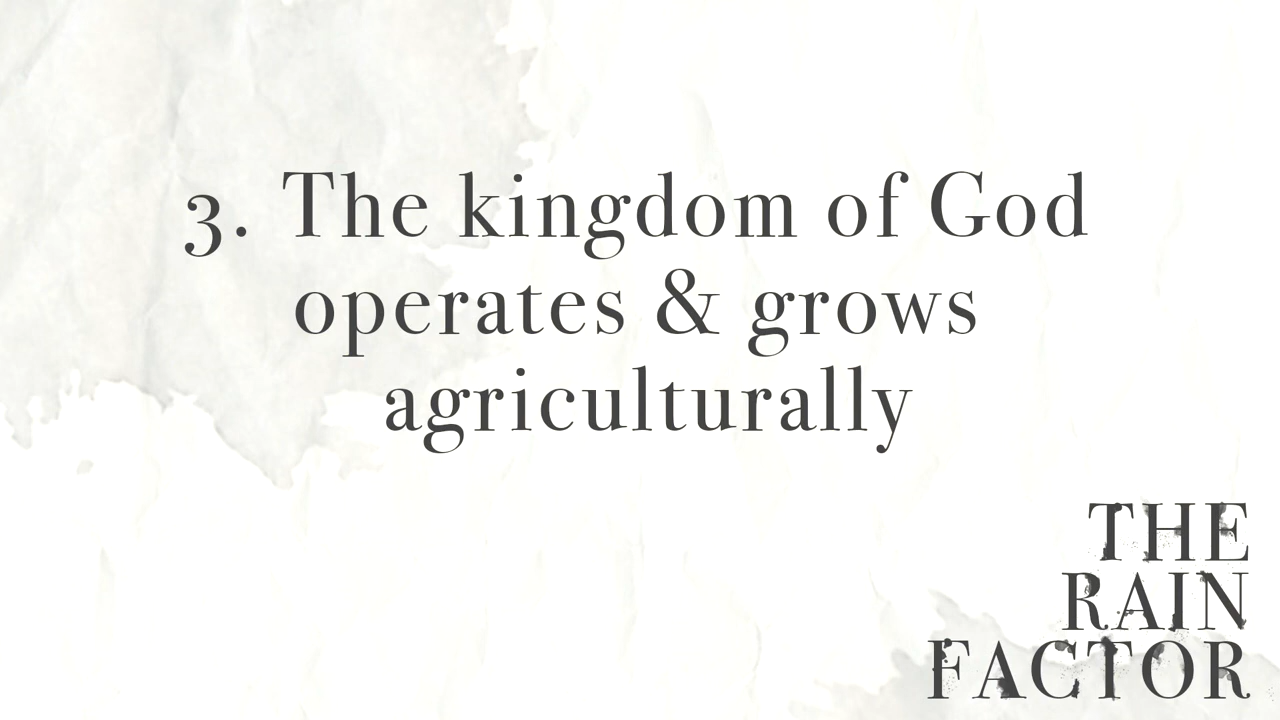 3. The kingdom of God
operates & grows
agriculturally
THE
RAIN
FACTOR